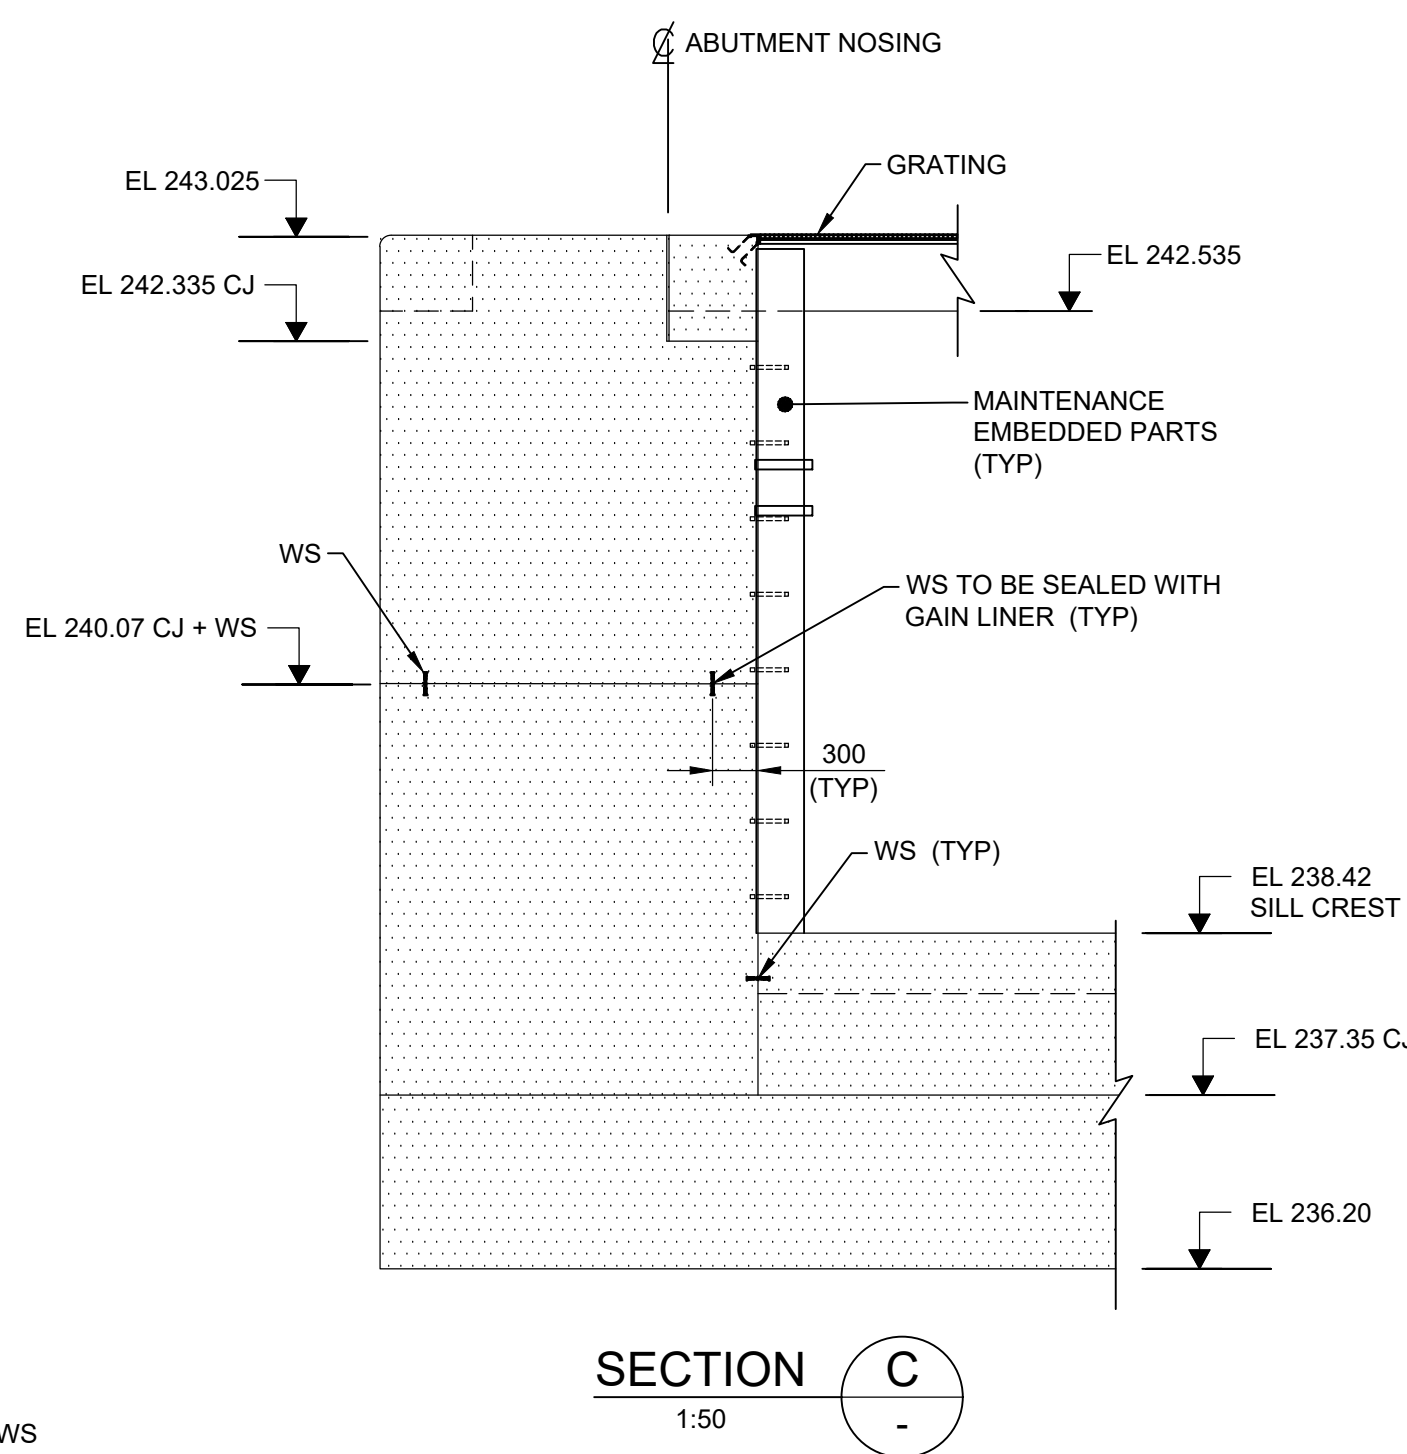 ABUTMENT NOSING
GRATING
EL 243.025
EL 242.335 CJ
EL 242.535
MAINTENANCE
EMBEDDED PARTS
(TYP)
WS
WS TO BE SEALED WITH
GAIN LINER (TYP)
EL 240.07 CJ + WS
300
(TYP)
WS (TYP)
EL 238.42
SILL CREST
EL 237.35 CJ
EL 236.20
SECTION C
1:50 -
WS